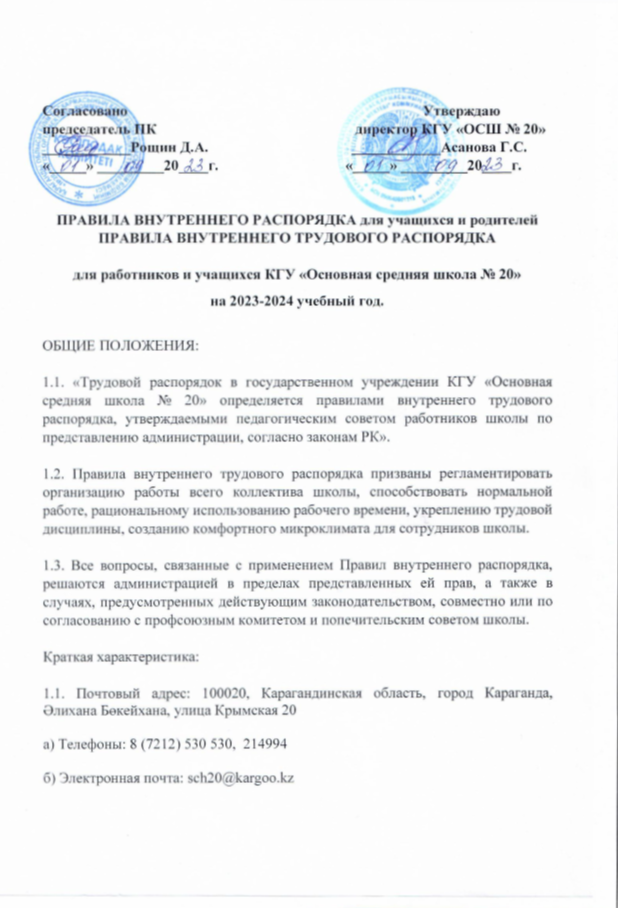 Согласовано Утверждаю
председатель ПК директор КГУ «ОСШ № 20»
Рощин Д.А. Асанова Г.С.
« 01 » 09 20 23 г. « 01 » 09 20 23 г.
ПРАВИЛА ВНУТРЕННЕГО РАСПОРЯДКА для учащихся и родителей
ПРАВИЛА ВНУТРЕННЕГО ТРУДОВОГО РАСПОРЯДКА
для работников и учащихся КГУ «Основная средняя школа № 20»
на 2023-2024 учебный год.
ОБЩИЕ ПОЛОЖЕНИЯ:
1.1. «Трудовой распорядок в государственном учреждении КГУ «Основная
средняя школа № 20» определяется правилами внутреннего трудового
распорядка, утверждаемыми педагогическим советом работников школы по
представлению администрации, согласно законам РК».
1.2. Правила внутреннего трудового распорядка призваны регламентировать
организацию работы всего коллектива школы, способствовать нормальной
работе, рациональному использованию рабочего времени, укреплению трудовой
дисциплины, созданию комфортного микроклимата для сотрудников школы.
1.3. Все вопросы, связанные с применением Правил внутреннего распорядка,
решаются администрацией в пределах представленных ей прав, а также в
случаях, предусмотренных действующим законодательством, совместно или по
согласованию с профсоюзным комитетом и попечительским советом школы.
Краткая характеристика:
1.1. Почтовый адрес: 100020, Карагандинская область, город Караганда,
Әлихана Бөкейхана, улица Крымская 20
а) Телефоны: 8 (7212) 530 530, 214994
б) Электронная почта: sch20@kargoo.kz